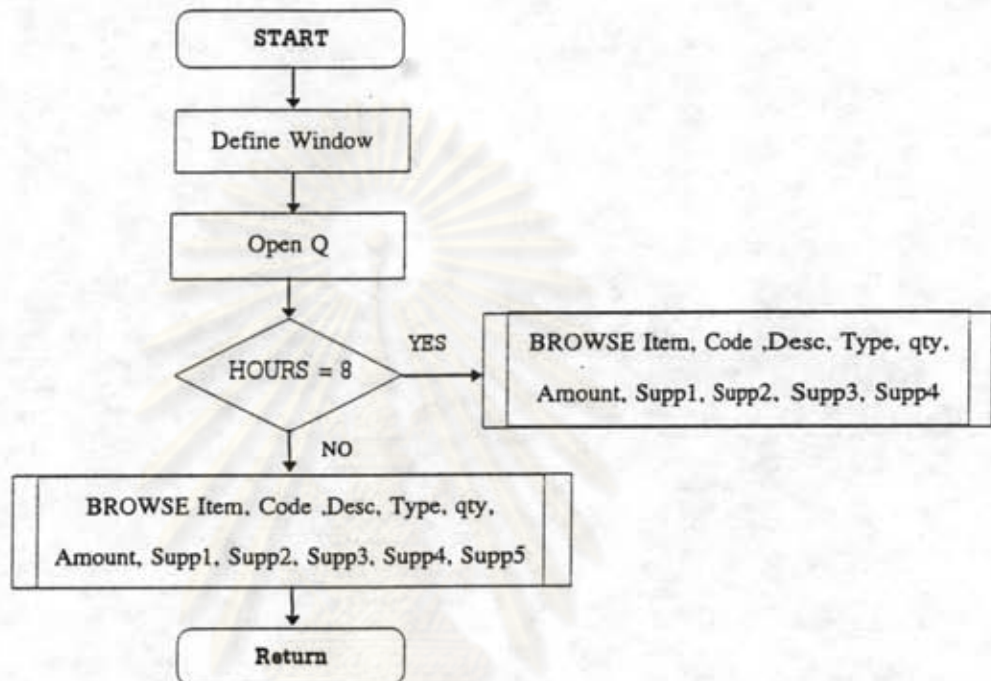 START
Define Window
Open Q
HOURS = 8
YES
BROWSE Item, Code ,Desc, Type, qty,
Amount, Supp1, Supp2, Supp3, Supp4
NO
BROWSE Item, Code ,Desc, Type, qty,
Amount, Supp1, Supp2, Supp3, Supp4, Supp5
Return